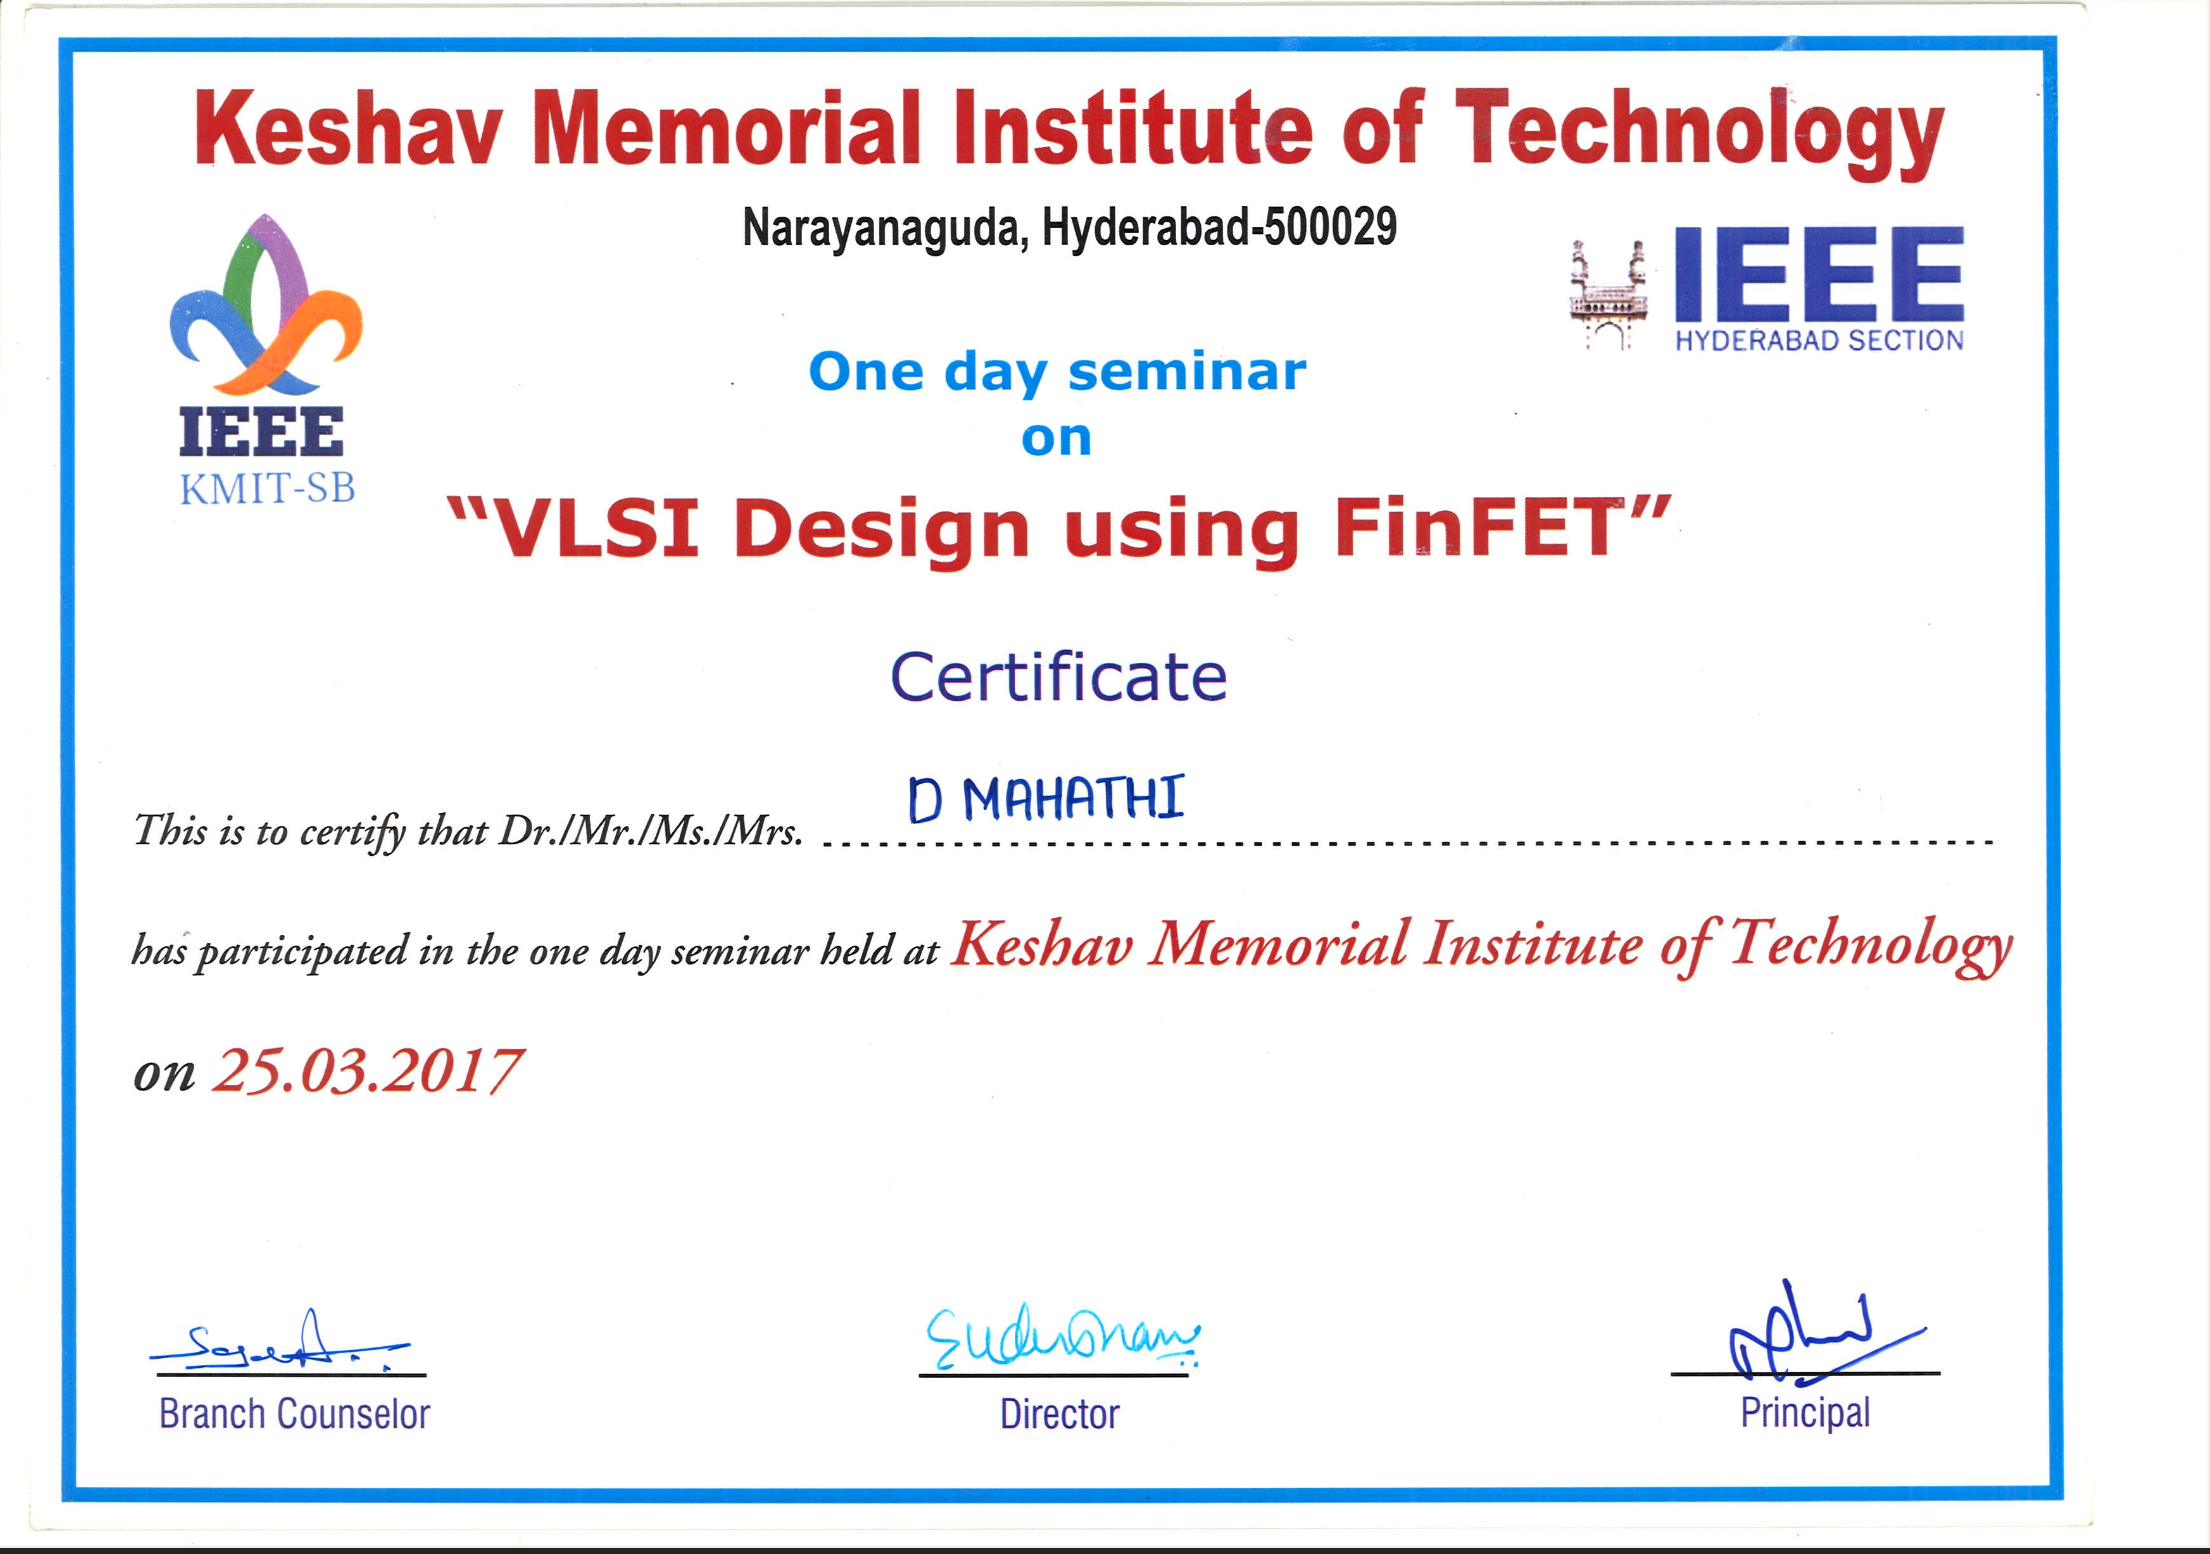 Keshav Memorial Institute of Technology
Narayanaguda, Hyderabad-500029
IEEE
HYDERABAD SECTION
IEEE
KMIT-SB
One day seminar
on
“VLSI Design using FinFET”
Certificate
This is to certify that Dr./Mr./Ms./Mrs. D MAHATHI
has participated in the one day seminar held at Keshav Memorial Institute of Technology
on 25.03.2017
Branch Counselor
Director
Principal